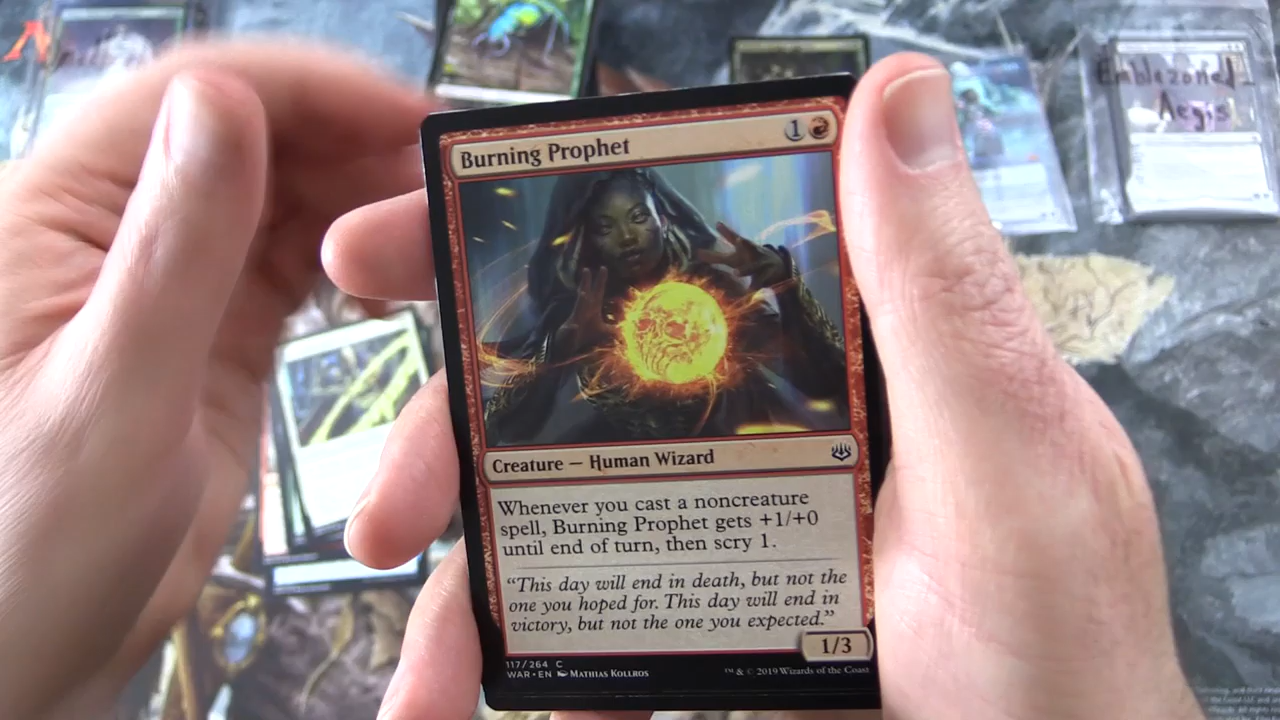 Emblezoned
Aegis
Burning Prophet
1
Creature — Human Wizard
Whenever you cast a noncreature
spell, Burning Prophet gets +1/+0
until end of turn, then scry 1.
“This day will end in death, but not the
one you hoped for. This day will end in
victory, but not the one you expected.”
1/3
117/264 C
WAR • EN Mathias Kollros
™ & © 2019 Wizards of the Coast